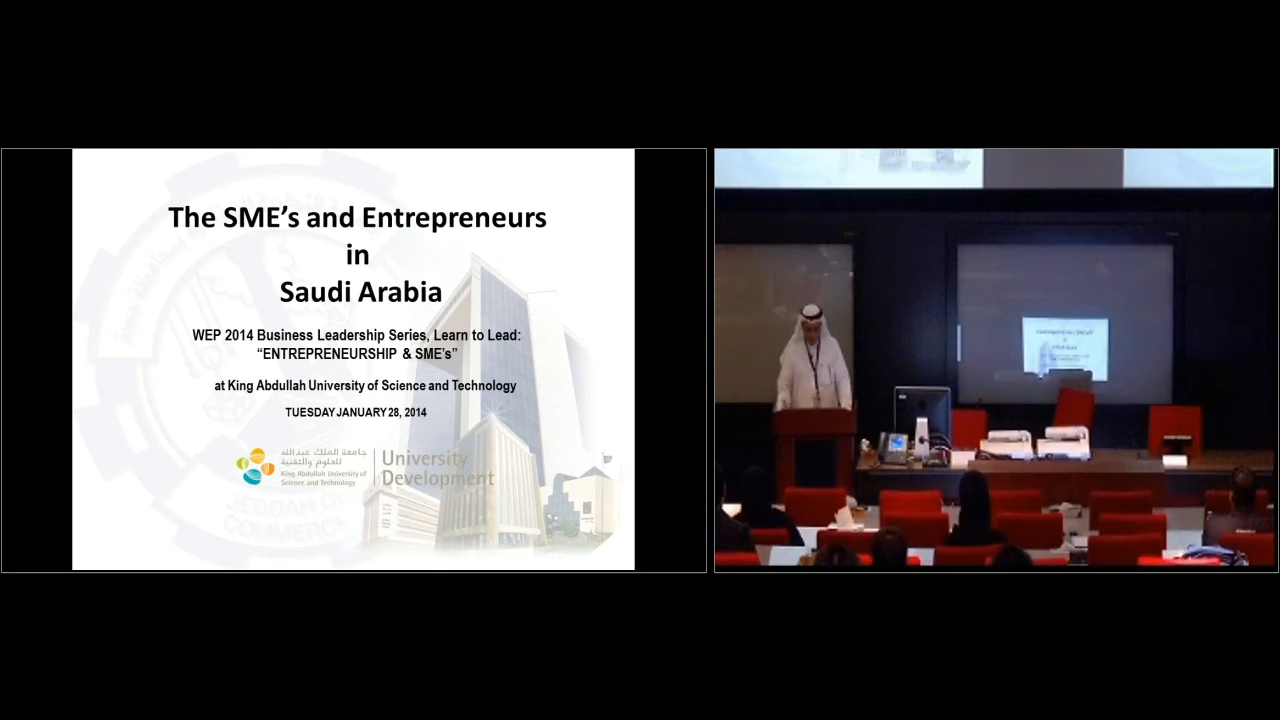 The SME’s and Entrepreneurs
in
Saudi Arabia
WEP 2014 Business Leadership Series, Learn to Lead:
“ENTREPRENEURSHIP & SME’s”
at King Abdullah University of Science and Technology
TUESDAY JANUARY 28, 2014
جامعة الملك عبدالله
للعلوم والتقنية
King Abdullah University of
Science and Technology
University
Development
JEDDAH
COMMERCE